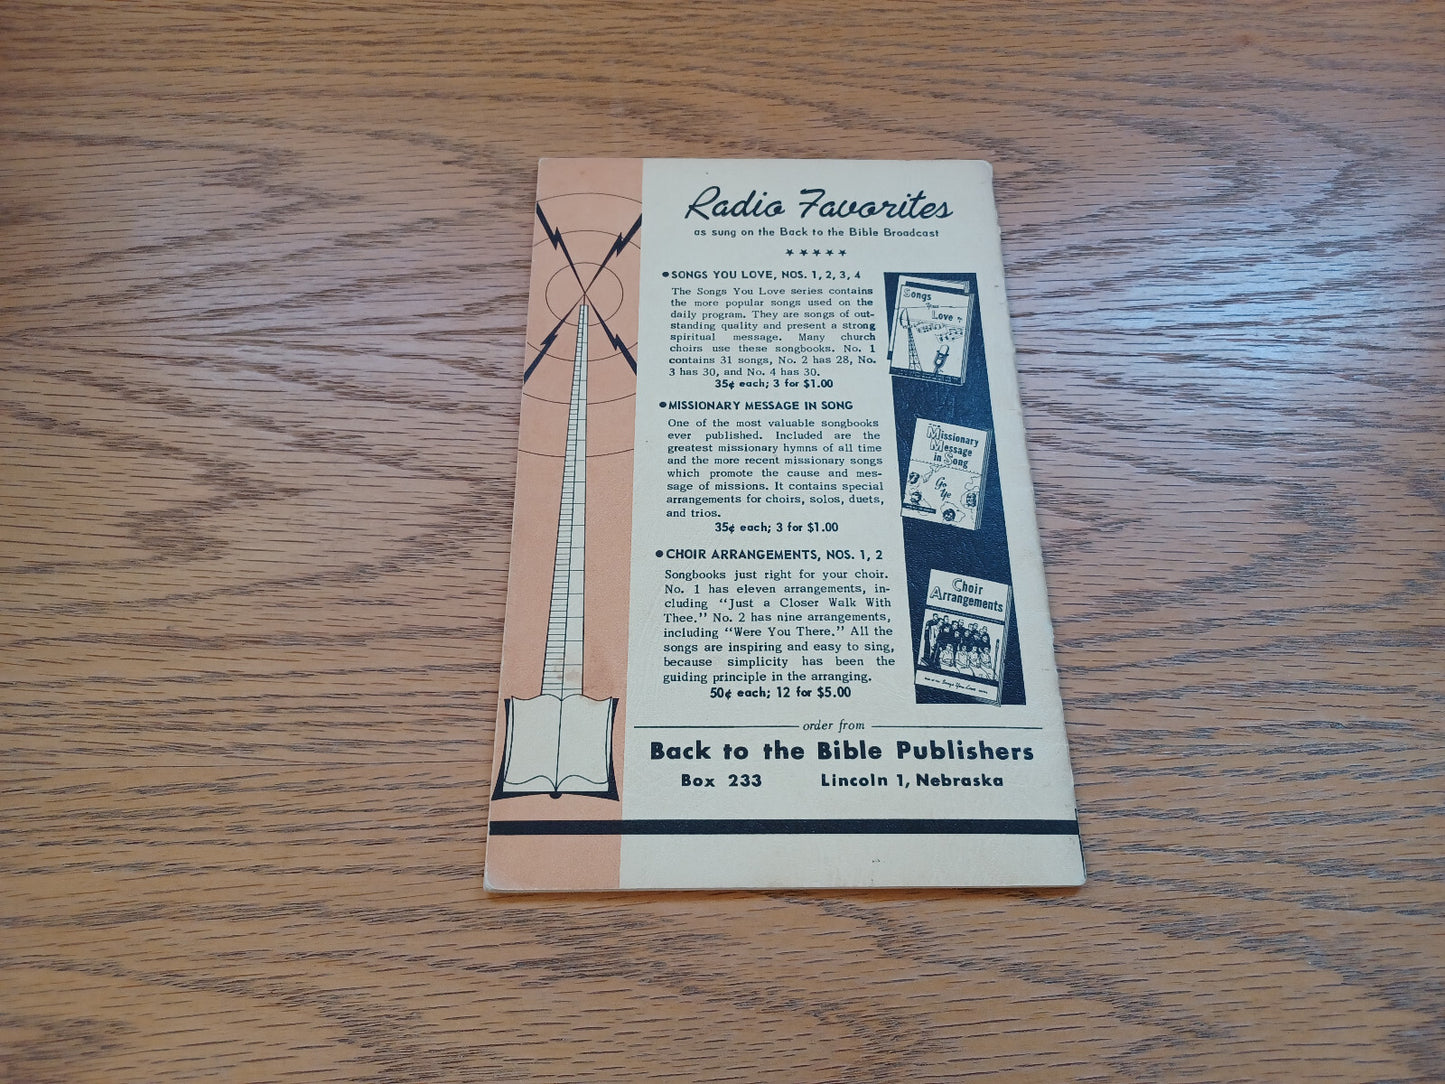 Radio Favorites
as sung on the Back to the Bible Broadcast
★ ★ ★ ★ ★
● SONGS YOU LOVE, NOS. 1, 2, 3, 4
The Songs You Love series contains
the more popular songs used on the
daily program. They are songs of out-
standing quality and present a strong
spiritual message. Many church
choirs use these songbooks. No. 1
contains 31 songs, No. 2 has 28, No.
3 has 30, and No. 4 has 30.
35¢ each; 3 for $1.00
● MISSIONARY MESSAGE IN SONG
One of the most valuable songbooks
ever published. Included are the
greatest missionary hymns of all time
and the more recent missionary songs
which promote the cause and mes-
sage of missions. It contains special
arrangements for choirs, solos, duets,
and trios.
35¢ each; 3 for $1.00
● CHOIR ARRANGEMENTS, NOS. 1, 2
Songbooks just right for your choir.
No. 1 has eleven arrangements, in-
cluding "Just a Closer Walk With
Thee." No. 2 has nine arrangements,
including "Were You There." All the
songs are inspiring and easy to sing,
because simplicity has been the
guiding principle in the arranging.
50¢ each; 12 for $5.00
Songs
You
Love
Missionary
Message
in Song
Go
Ye
Choir
Arrangements
Songs You Love
order from
Back to the Bible Publishers
Box 233 Lincoln 1, Nebraska